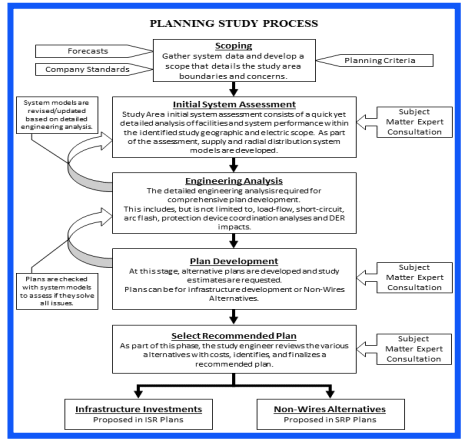 PLANNING STUDY PROCESS
Forecasts
Company Standards
Scoping
Gather system data and develop a
scope that details the study area
boundaries and concerns.
Planning Criteria
System models are
revised/updated
based on detailed
engineering analysis.
Initial System Assessment
Study Area initial system assessment consists of a quick yet
detailed analysis of facilities and system performance within
the identified study geographic and electric scope. As part
of the assessment, supply and radial distribution system
models are developed.
Subject
Matter Expert
Consultation
Engineering Analysis
The detailed engineering analysis required for
comprehensive plan development.
This includes, but is not limited to, load-flow, short-circuit,
arc flash, protection device coordination analyses and DER
impacts.
Plans are checked
with system models
to assess if they solve
all issues.
Plan Development
At this stage, alternative plans are developed and study
estimates are requested.
Plans can be for infrastructure development or Non-Wires
Alternatives.
Subject
Matter Expert
Consultation
Select Recommended Plan
As part of this phase, the study engineer reviews the various
alternatives with costs, identifies, and finalizes a
recommended plan.
Subject
Matter Expert
Consultation
Infrastructure Investments
Proposed in ISR Plans
Non-Wires Alternatives
Proposed in SRP Plans